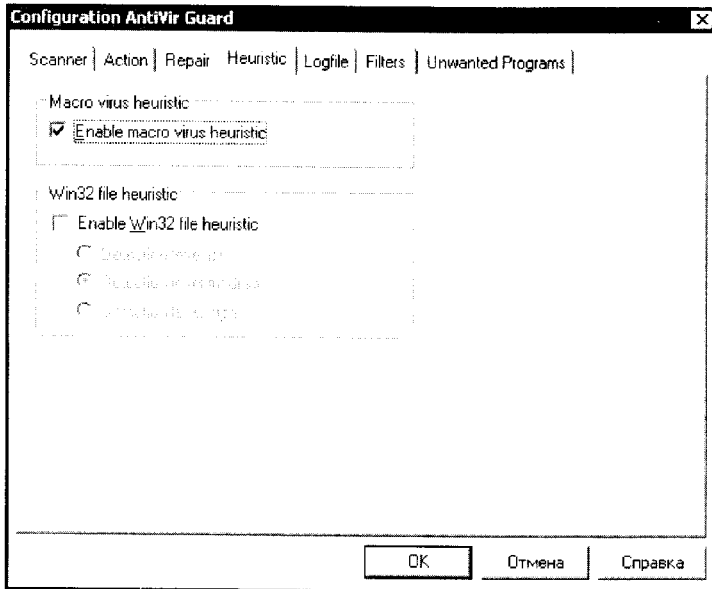 Configuration AntiVir Guard
Scanner Action Repair Heuristic Logfile Filters Unwanted Programs
Macro virus heuristic
Enable macro virus heuristic
Win32 file heuristic
Enable Win32 file heuristic
OK Отмена Справка